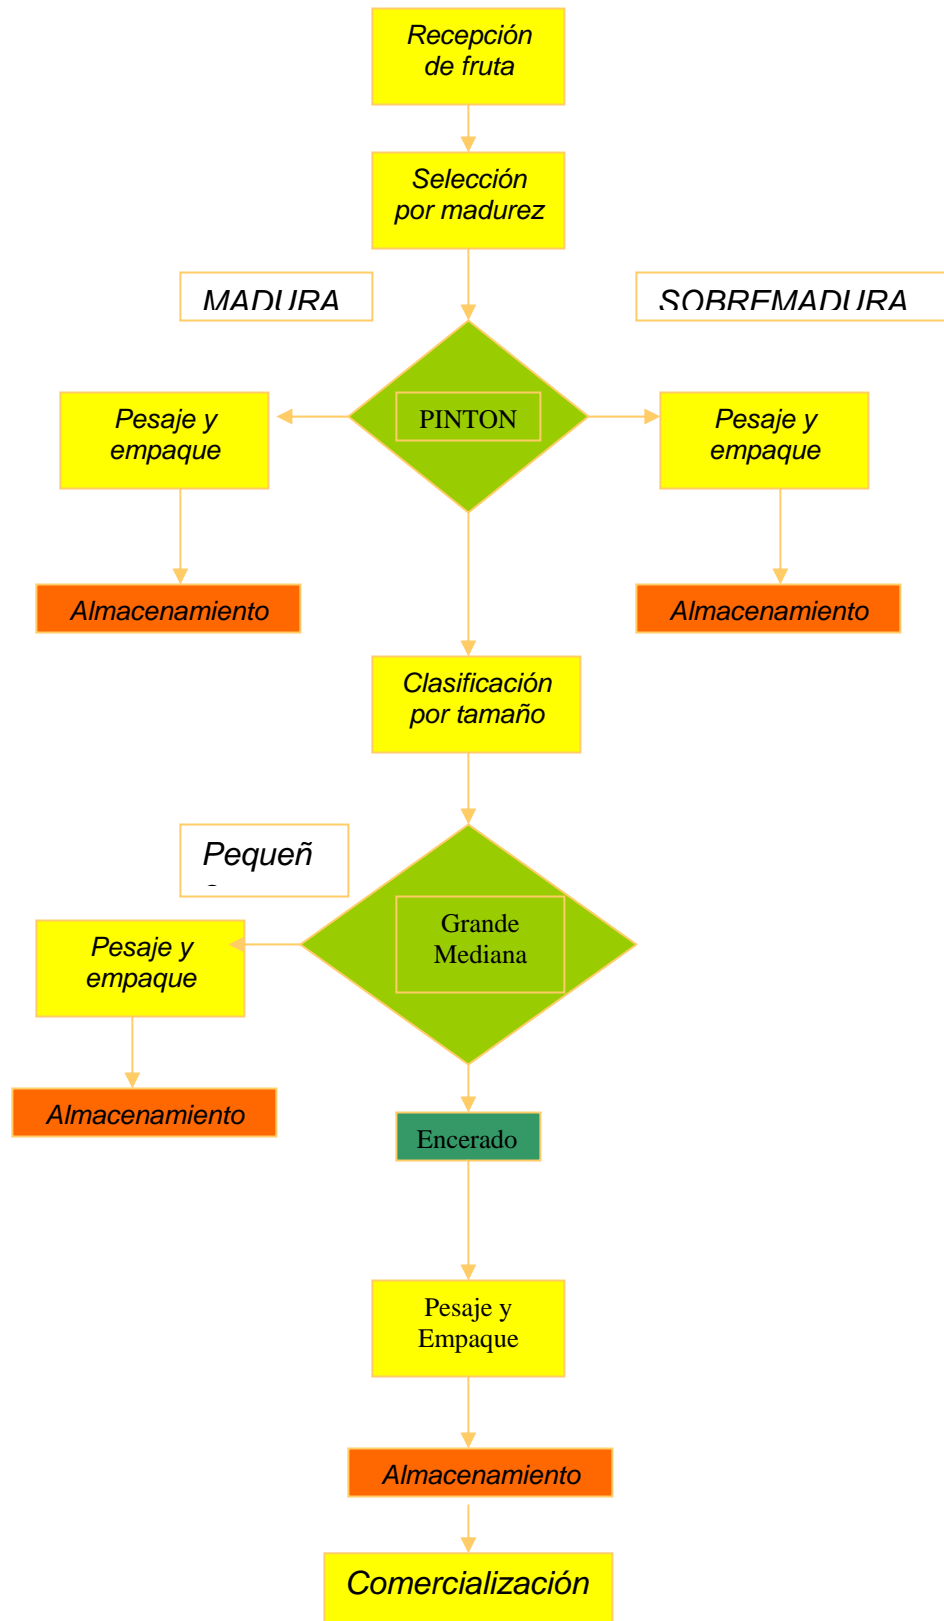 Recepción
de fruta
Selección
por madurez
MADURA
SOBREMADURA
PINTON
Pesaje y
empaque
Pesaje y
empaque
Almacenamiento
Almacenamiento
Clasificación
por tamaño
Pequeñ
Grande
Mediana
Pesaje y
empaque
Almacenamiento
Encerado
Pesaje y
Empaque
Almacenamiento
Comercialización